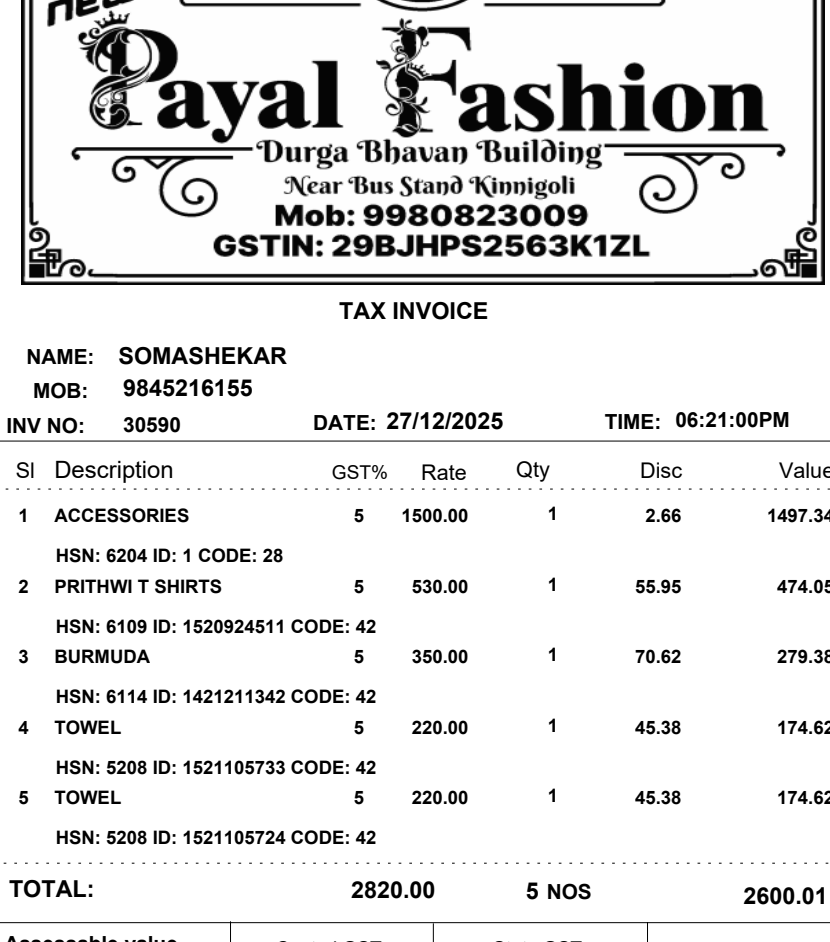 new
Payal Fashion
Durga Bhavan Building
Near Bus Stand Kinnigoli
Mob: 9980823009
GSTIN: 29BJHPS2563K1ZL
TAX INVOICE
NAME: SOMASHEKAR
MOB: 9845216155
INV NO: 30590 DATE: 27/12/2025 TIME: 06:21:00PM
Sl Description GST% Rate Qty Disc Value
1 ACCESSORIES 5 1500.00 1 2.66 1497.34
HSN: 6204 ID: 1 CODE: 28
2 PRITHWI T SHIRTS 5 530.00 1 55.95 474.05
HSN: 6109 ID: 1520924511 CODE: 42
3 BURMUDA 5 350.00 1 70.62 279.38
HSN: 6114 ID: 1421211342 CODE: 42
4 TOWEL 5 220.00 1 45.38 174.62
HSN: 5208 ID: 1521105733 CODE: 42
5 TOWEL 5 220.00 1 45.38 174.62
HSN: 5208 ID: 1521105724 CODE: 42
TOTAL: 2820.00 5 NOS 2600.01